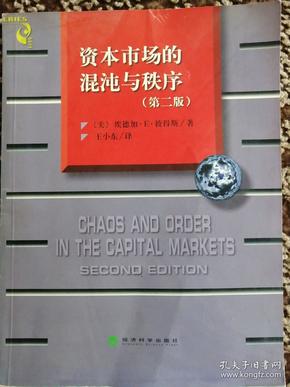 资本市场的
混沌与秩序
(第二版)
〔美〕埃德加·E·彼得斯/著
王小东/译
CHAOS AND ORDER
IN THE CAPITAL MARKETS
SECOND EDITION
经济科学出版社
孔夫子旧书网